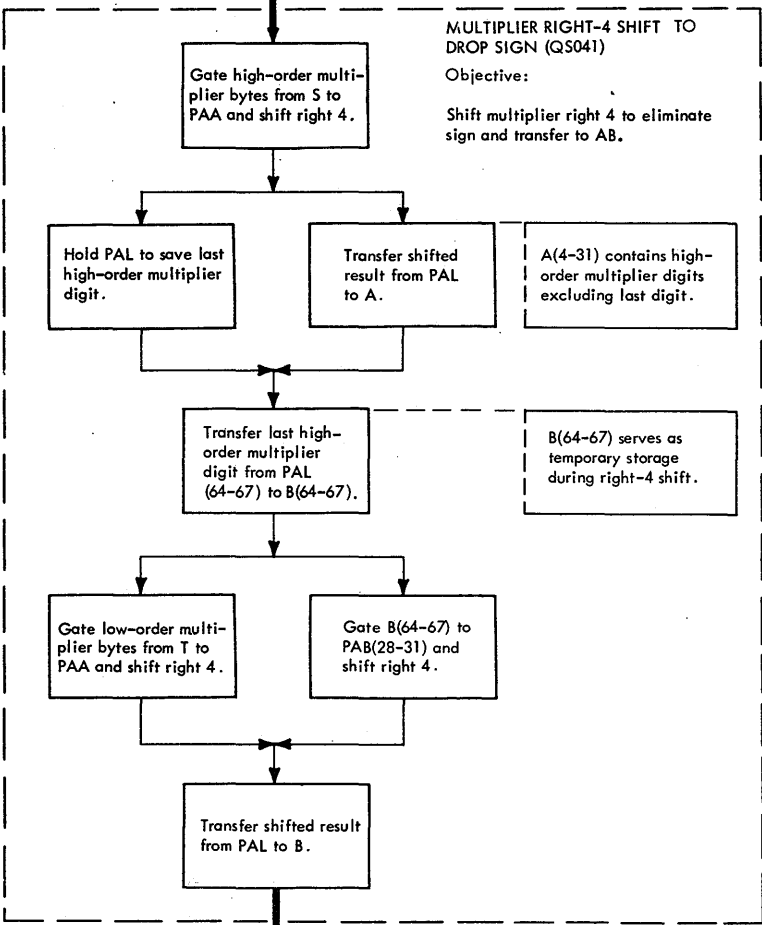 MULTIPLIER RIGHT-4 SHIFT TO
DROP SIGN (QS041)
Objective:
Shift multiplier right 4 to eliminate
sign and transfer to AB.
Gate high-order multi-
plier bytes from S to
PAA and shift right 4.
Hold PAL to save last
high-order multiplier
digit.
Transfer shifted
result from PAL
to A.
A(4-31) contains high-
order multiplier digits
excluding last digit.
Transfer last high-
order multiplier
digit from PAL
(64-67) to B(64-67).
B(64-67) serves as
temporary storage
during right-4 shift.
Gate low-order multi-
plier bytes from T to
PAA and shift right 4.
Gate B(64-67) to
PAB(28-31) and
shift right 4.
Transfer shifted result
from PAL to B.